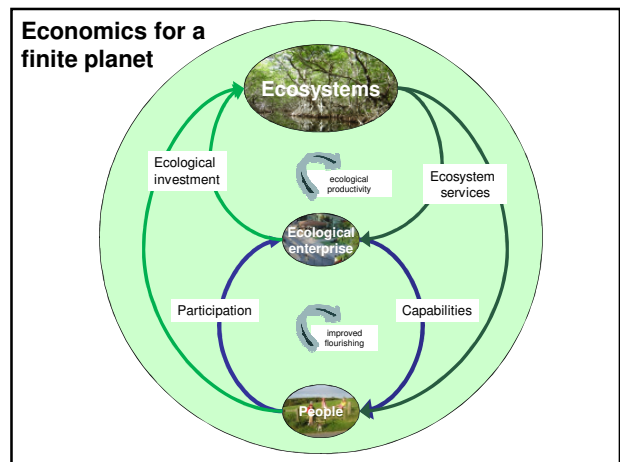 Economics for a
finite planet
Ecosystems
Ecological
investment
ecological
productivity
Ecosystem
services
Ecological
enterprise
Participation
Capabilities
improved
flourishing
People